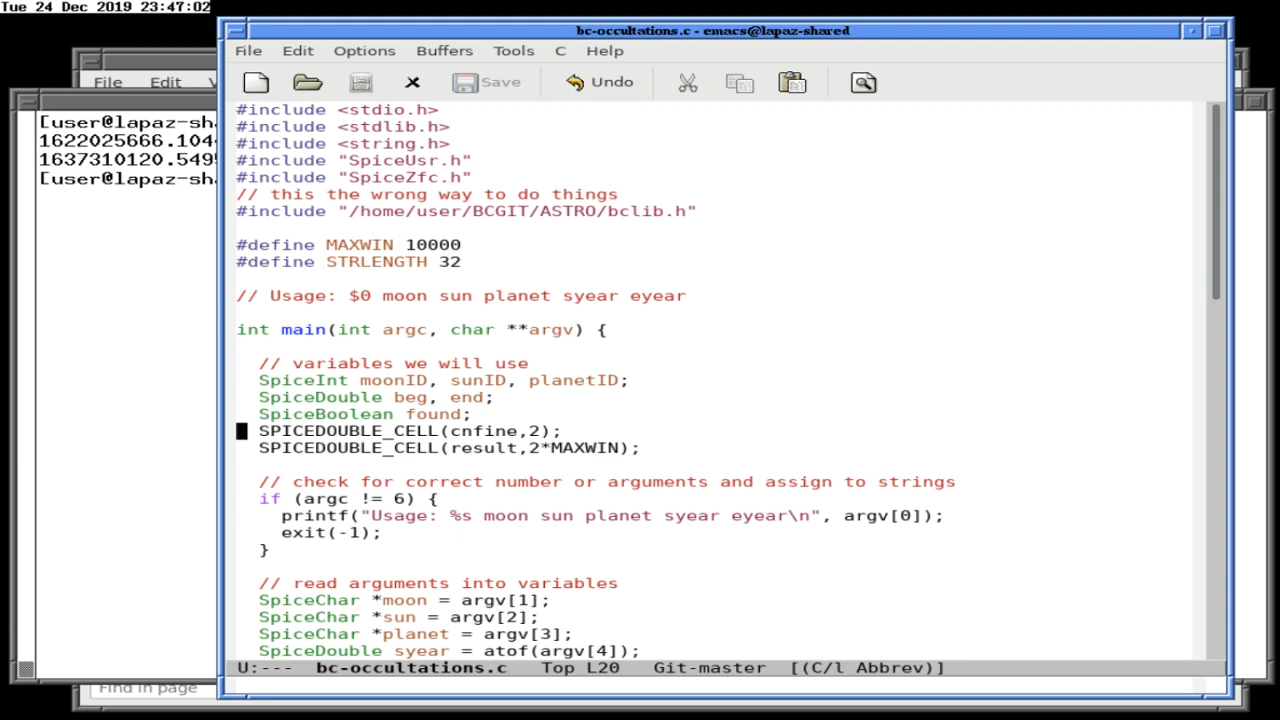 Tue 24 Dec 2019 23:47:02
bc-occultations.c - emacs@lapaz-shared
File Edit Options Buffers Tools C Help
Save Undo
File Edit
[user@lapaz-sh
1622025666.104
1637310120.549
[user@lapaz-sh
#include <stdio.h>
#include <stdlib.h>
#include <string.h>
#include "SpiceUsr.h"
#include "SpiceZfc.h"
// this the wrong way to do things
#include "/home/user/BCGIT/ASTRO/bclib.h"
#define MAXWIN 10000
#define STRLENGTH 32
// Usage: $0 moon sun planet syear eyear
int main(int argc, char **argv) {
  // variables we will use
  SpiceInt moonID, sunID, planetID;
  SpiceDouble beg, end;
  SpiceBoolean found;
  SPICEDOUBLE_CELL(cnfine,2);
  SPICEDOUBLE_CELL(result,2*MAXWIN);
  // check for correct number or arguments and assign to strings
  if (argc != 6) {
    printf("Usage: %s moon sun planet syear eyear\n", argv[0]);
    exit(-1);
  }
  // read arguments into variables
  SpiceChar *moon = argv[1];
  SpiceChar *sun = argv[2];
  SpiceChar *planet = argv[3];
  SpiceDouble syear = atof(argv[4]);
U:--- bc-occultations.c Top L20 Git-master [(C/l Abbrev)]
Find in page